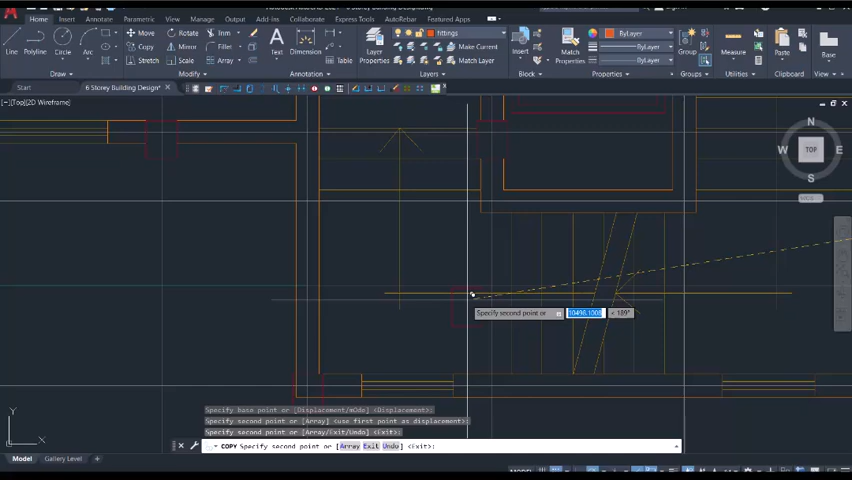 Home Insert Annotate Parametric View Manage Output Add-ins Collaborate Express Tools AutoRebar Featured Apps
Line
Polyline
Circle
Arc
Draw
Move
Rotate
Trim
Copy
Mirror
Fillet
Stretch
Scale
Array
Modify
Text
Dimension
Table
Annotation
Layer Properties
fittings
Make Current
Match Layer
Layers
Insert
Block
Match Properties
ByLayer
ByLayer
ByLayer
Properties
Group
Groups
Measure
Utilities
Paste
Base
Start
6 Storey Building Design*
[−][Top][2D Wireframe]
N
W
TOP
E
S
Specify second point or
10496.1008
< 189°
Specify base point or [Displacement/mOde] <Displacement>:
Specify second point or [Array] <use first point as displacement>:
Specify second point or [Array/Exit/Undo] <Exit>:
COPY Specify second point or [Array Exit Undo] <Exit>:
Y
X
Model
Gallery Level
+
MODEL